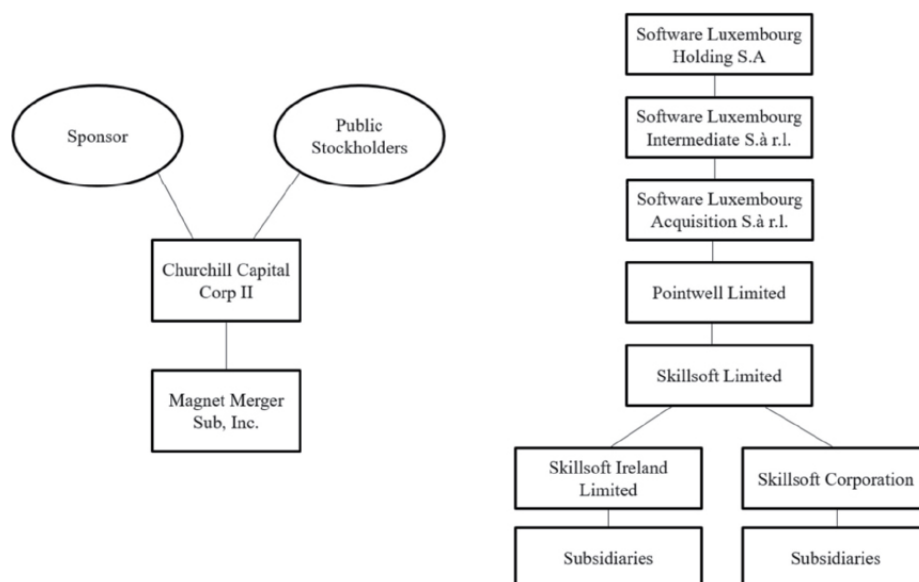 Sponsor
Public
Stockholders
Churchill Capital
Corp II
Magnet Merger
Sub, Inc.
Software Luxembourg
Holding S.A
Software Luxembourg
Intermediate S.à r.l.
Software Luxembourg
Acquisition S.à r.l.
Pointwell Limited
Skillsoft Limited
Skillsoft Ireland
Limited
Skillsoft Corporation
Subsidiaries
Subsidiaries